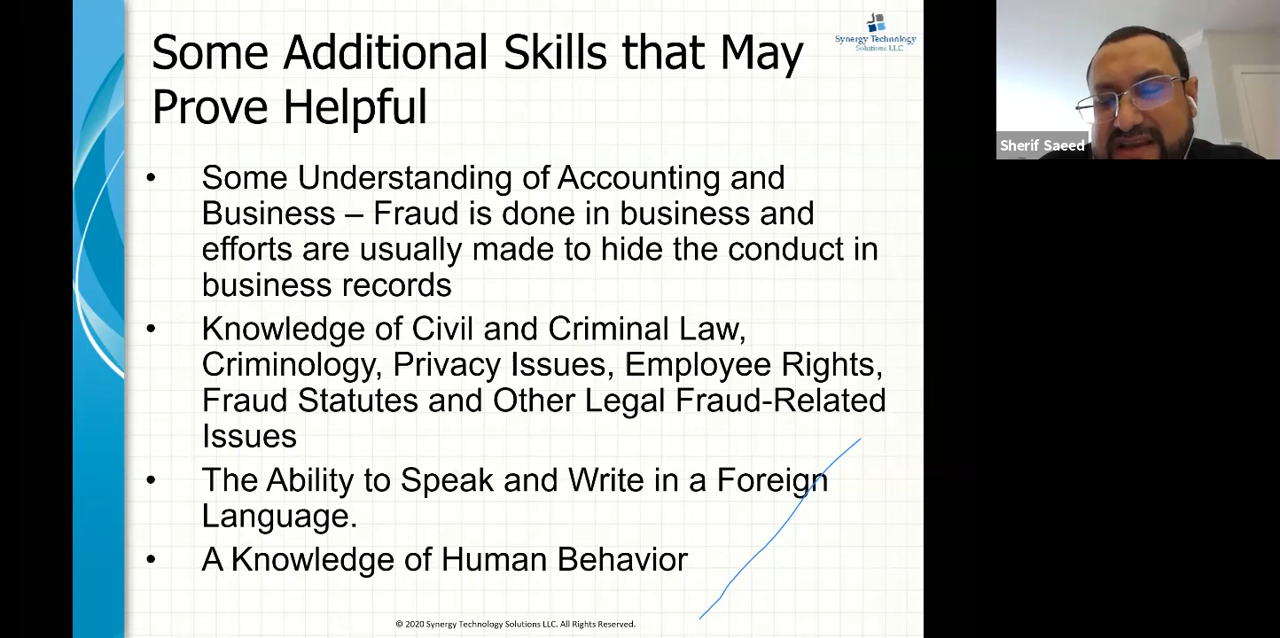 Some Additional Skills that May
Prove Helpful
Synergy Technology
Solutions LLC
• Some Understanding of Accounting and
Business – Fraud is done in business and
efforts are usually made to hide the conduct in
business records
• Knowledge of Civil and Criminal Law,
Criminology, Privacy Issues, Employee Rights,
Fraud Statutes and Other Legal Fraud-Related
Issues
• The Ability to Speak and Write in a Foreign
Language.
• A Knowledge of Human Behavior
© 2020 Synergy Technology Solutions LLC. All Rights Reserved.
Sherif Saeed